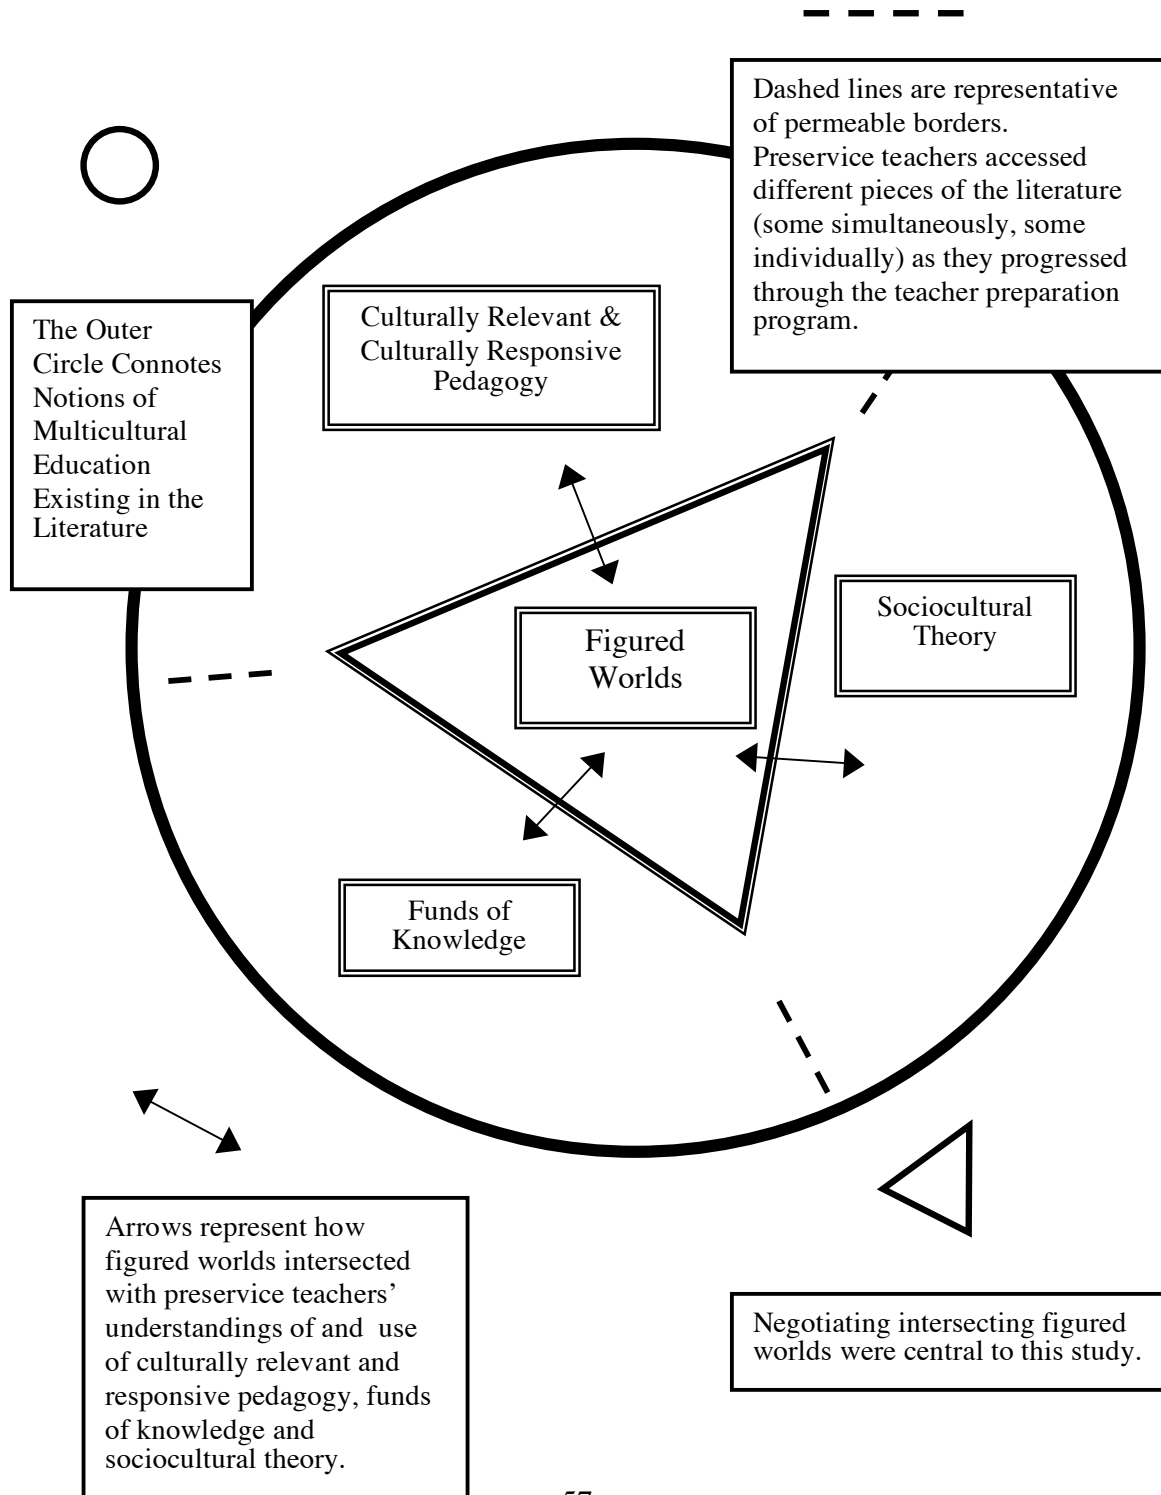 Dashed lines are representative
of permeable borders.
Preservice teachers accessed
different pieces of the literature
(some simultaneously, some
individually) as they progressed
through the teacher preparation
program.
The Outer
Circle Connotes
Notions of
Multicultural
Education
Existing in the
Literature
Culturally Relevant &
Culturally Responsive
Pedagogy
Figured
Worlds
Sociocultural
Theory
Funds of
Knowledge
Arrows represent how
figured worlds intersected
with preservice teachers’
understandings of and  use
of culturally relevant and
responsive pedagogy, funds
of knowledge and
sociocultural theory.
Negotiating intersecting figured
worlds were central to this study.